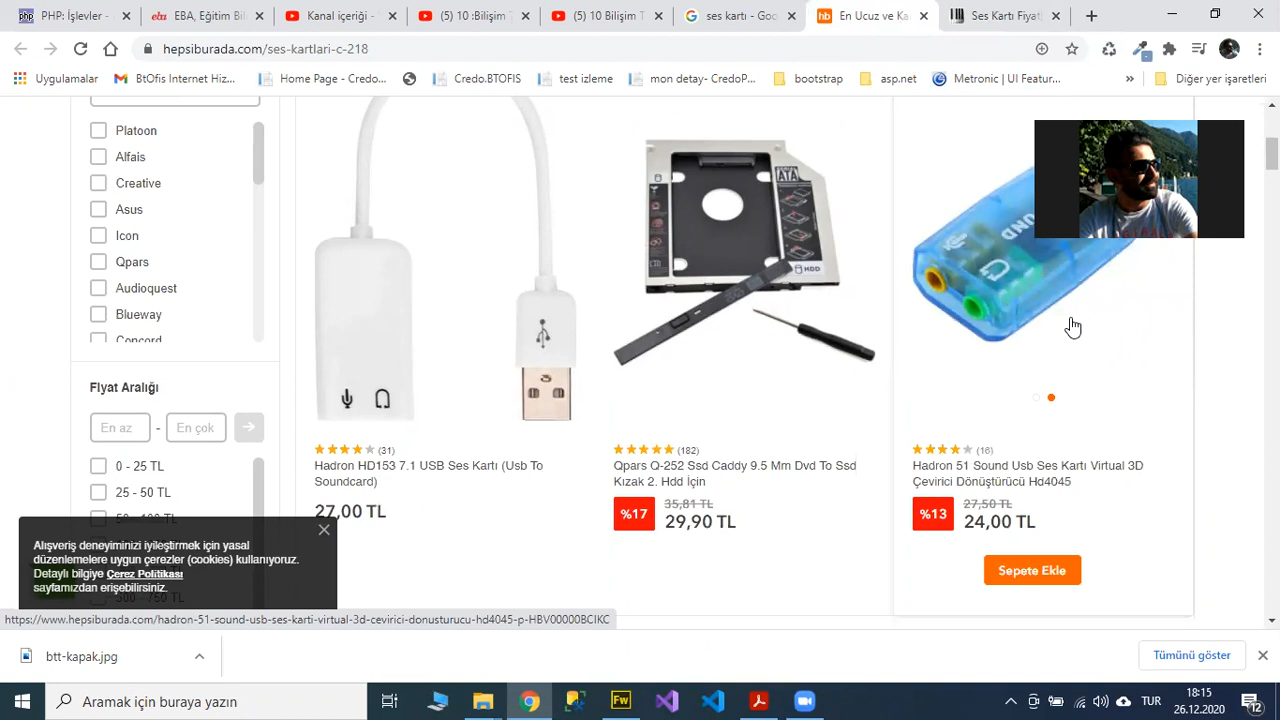 PHP: İşlevler -
eba
EBA, Eğitim Bi
Kanal içeriği -
(5) 10 :Bilişim T
(5) 10 Bilişim T
ses kartı - Goo
hb
En Ucuz ve Ka
Ses Kartı Fiyatl
hepsiburada.com/ses-kartlari-c-218
Uygulamalar
BtOfis Internet Hiz...
Home Page - Credo...
Credo.BTOFIS
test izleme
mon detay- CredoP...
bootstrap
asp.net
Metronic | UI Featur...
»
Diğer yer işaretleri
Platoon
Alfais
Creative
Asus
Icon
Qpars
Audioquest
Blueway
Concord
Fiyat Aralığı
En az
-
En çok
0 - 25 TL
25 - 50 TL
SATA
HDD
(31)
Hadron HD153 7.1 USB Ses Kartı (Usb To
Soundcard)
27,00 TL
(182)
Qpars Q-252 Ssd Caddy 9.5 Mm Dvd To Ssd
Kızak 2. Hdd İçin
%17
35,81 TL
29,90 TL
(16)
Hadron 51 Sound Usb Ses Kartı Virtual 3D
Çevirici Dönüştürücü Hd4045
%13
27,50 TL
24,00 TL
Sepete Ekle
Alışveriş deneyiminizi iyileştirmek için yasal
düzenlemelere uygun çerezler (cookies) kullanıyoruz.
Detaylı bilgiye Çerez Politikası
sayfamızdan erişebilirsiniz.
https://www.hepsiburada.com/hadron-51-sound-usb-ses-karti-virtual-3d-cevirici-donusturucu-hd4045-p-HBV00000BCIKC
btt-kapak.jpg
Tümünü göster
Aramak için buraya yazın
Fw
TUR
18:15
26.12.2020
12